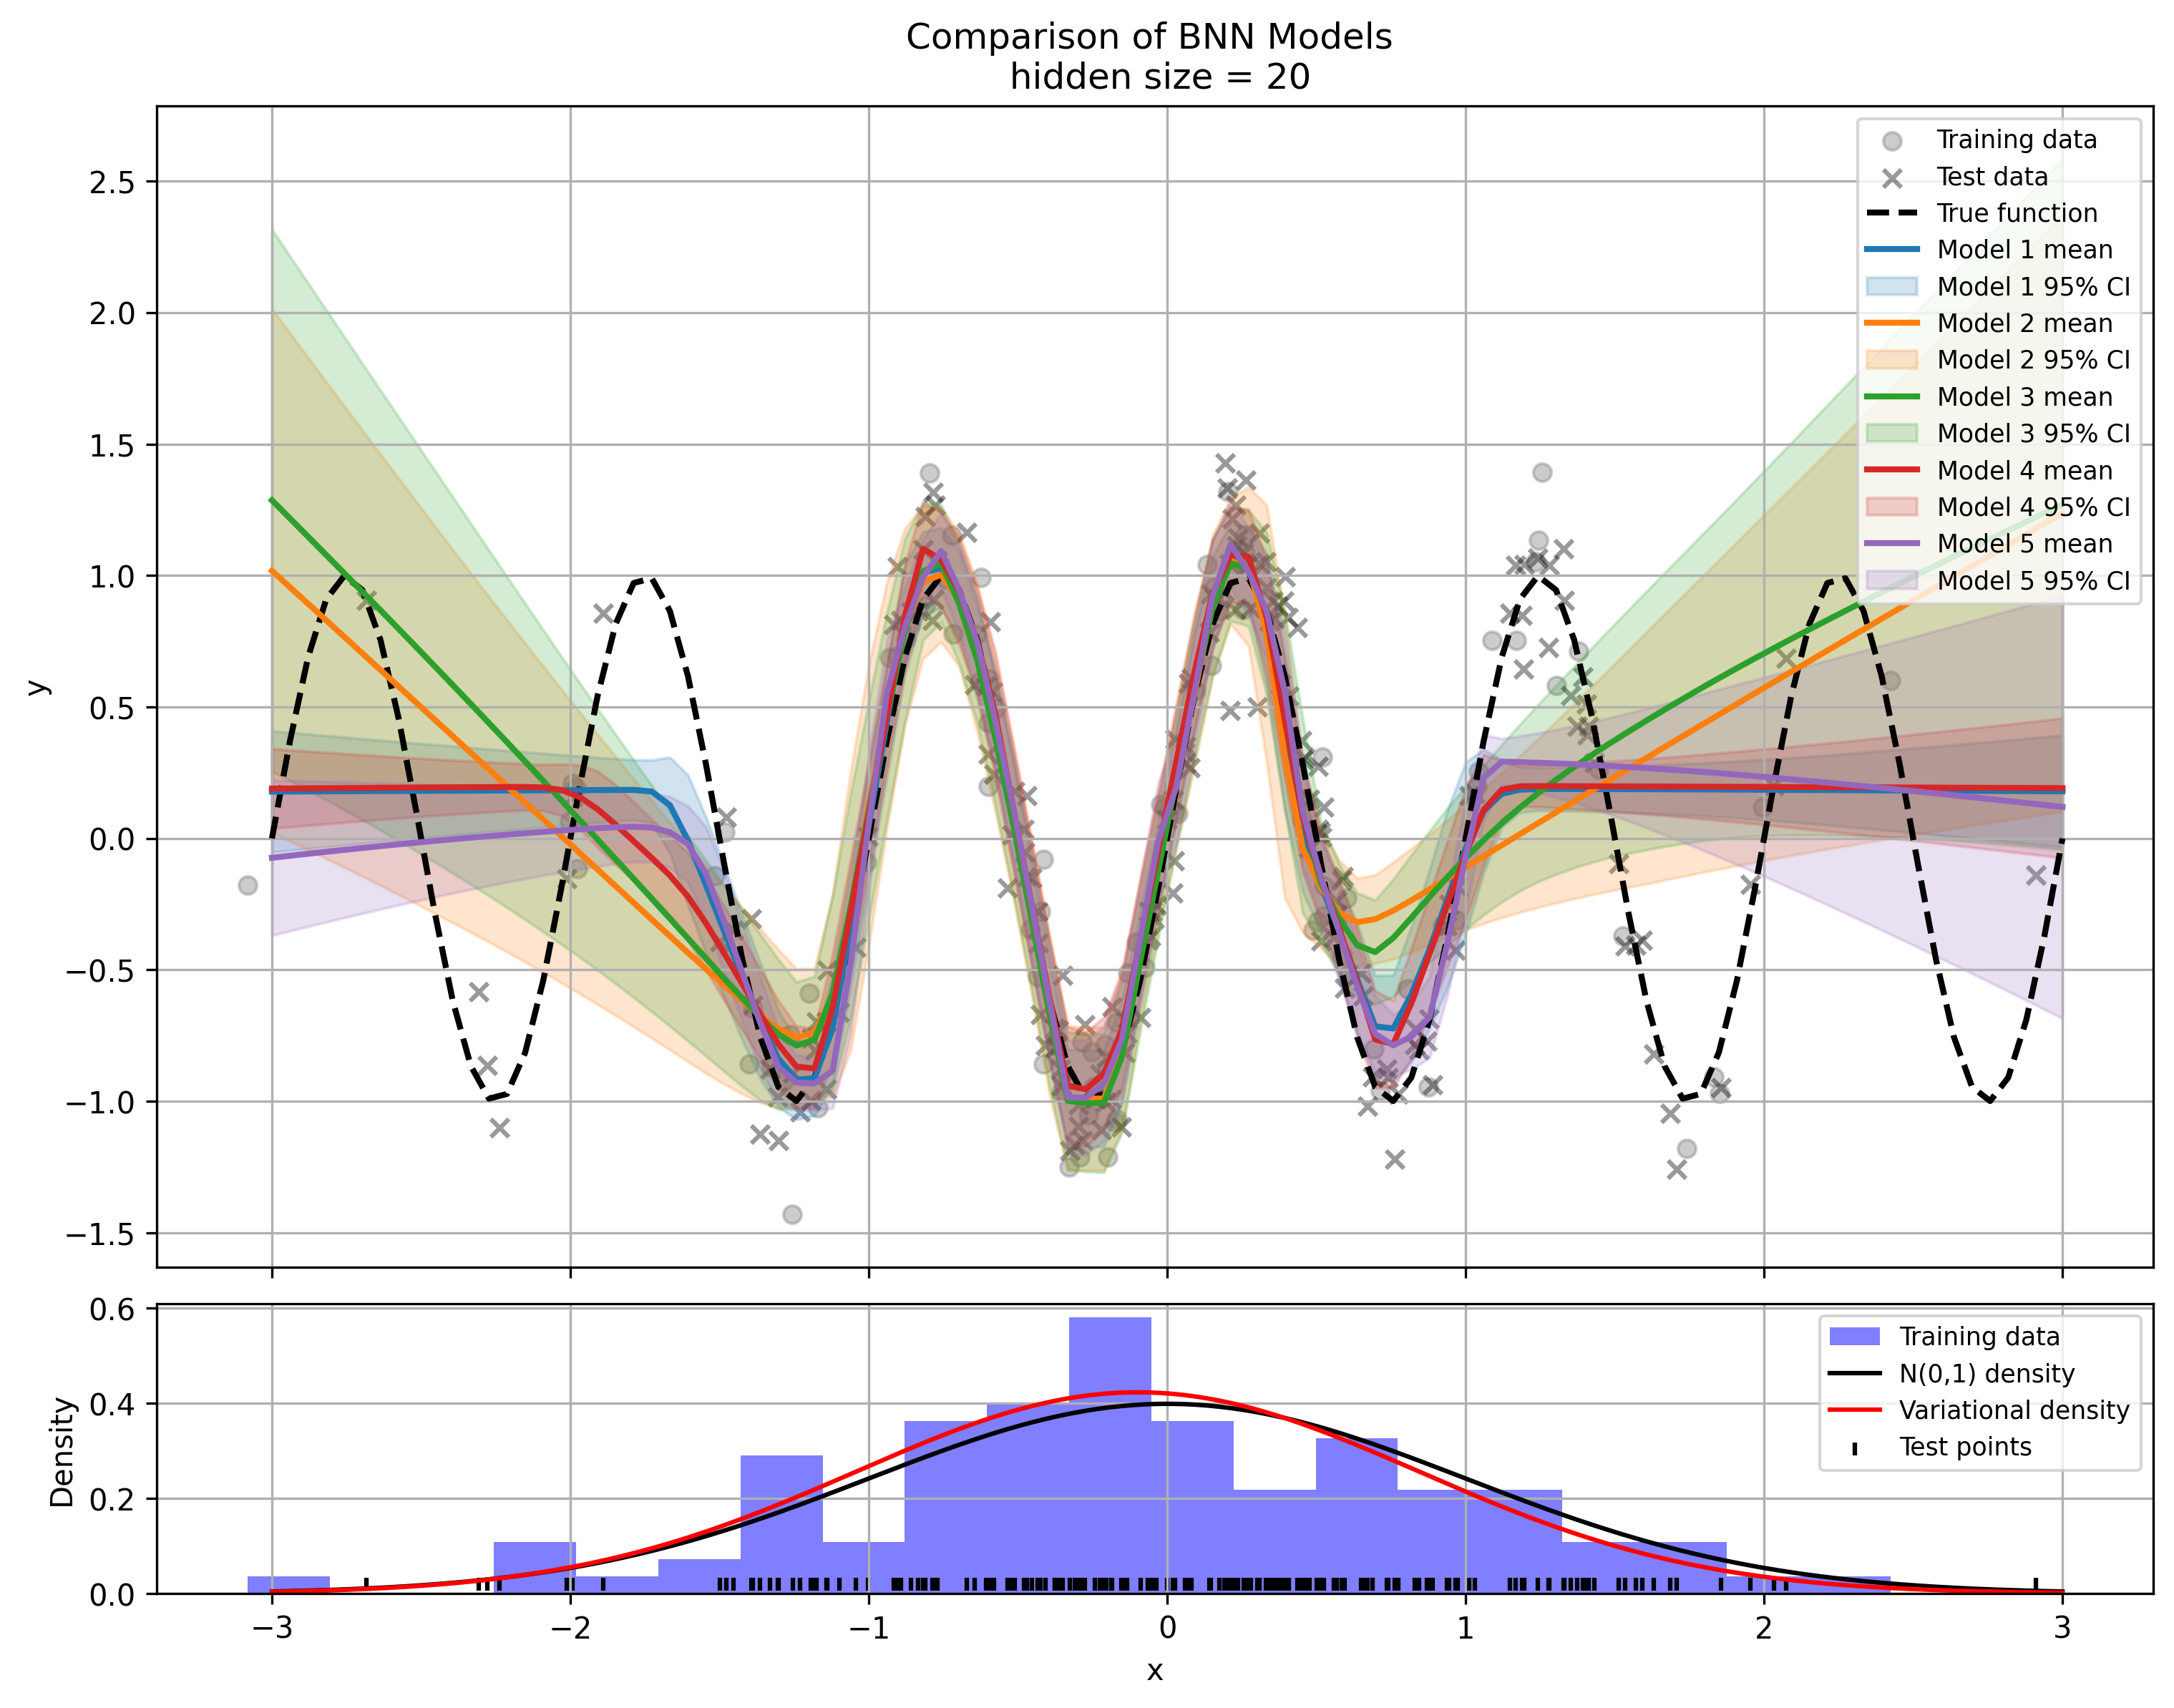 Comparison of BNN Models
hidden size = 20
2.5
2.0
1.5
1.0
0.5
0.0
−0.5
−1.0
−1.5
y
Training data
Test data
True function
Model 1 mean
Model 1 95% CI
Model 2 mean
Model 2 95% CI
Model 3 mean
Model 3 95% CI
Model 4 mean
Model 4 95% CI
Model 5 mean
Model 5 95% CI
0.6
0.4
0.2
0.0
Density
Training data
N(0,1) density
Variational density
Test points
−3 −2 −1 0 1 2 3
x